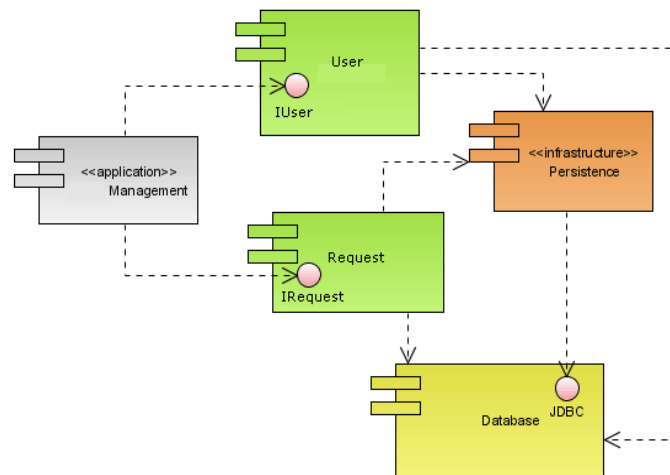 User
IUser
<<application>>
Management
<<infrastructure>>
Persistence
Request
IRequest
Database
JDBC